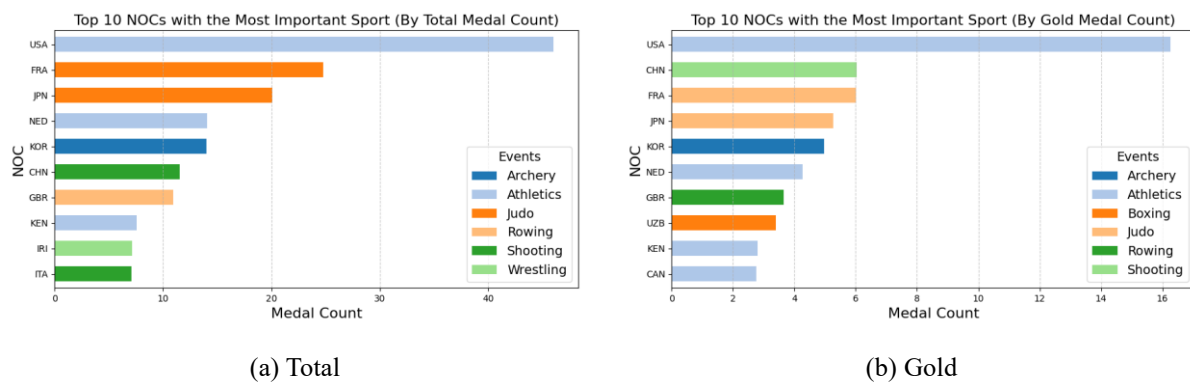 Top 10 NOCs with the Most Important Sport (By Total Medal Count)
NOC
USA
FRA
JPN
NED
KOR
CHN
GBR
KEN
IRI
ITA
Events
Archery
Athletics
Judo
Rowing
Shooting
Wrestling
0 10 20 30 40
Medal Count
(a) Total
Top 10 NOCs with the Most Important Sport (By Gold Medal Count)
NOC
USA
CHN
FRA
JPN
KOR
NED
GBR
UZB
KEN
CAN
Events
Archery
Athletics
Boxing
Judo
Rowing
Shooting
0 2 4 6 8 10 12 14 16
Medal Count
(b) Gold